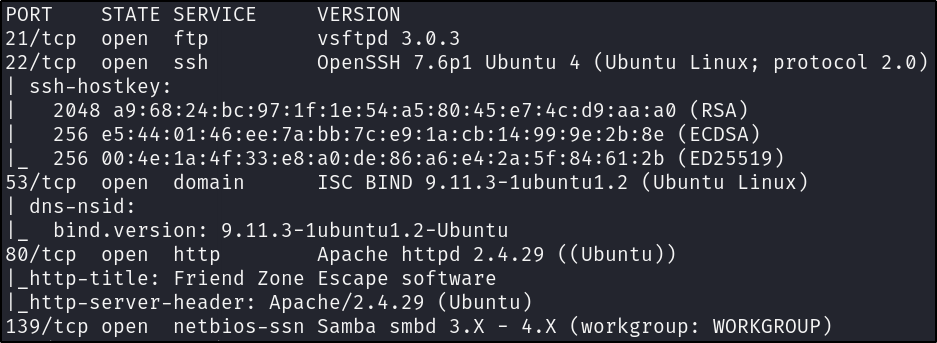 PORT    STATE SERVICE     VERSION
21/tcp  open  ftp         vsftpd 3.0.3
22/tcp  open  ssh         OpenSSH 7.6p1 Ubuntu 4 (Ubuntu Linux; protocol 2.0)
| ssh-hostkey:
|   2048 a9:68:24:bc:97:1f:1e:54:a5:80:45:e7:4c:d9:aa:a0 (RSA)
|   256 e5:44:01:46:ee:7a:bb:7c:e9:1a:cb:14:99:9e:2b:8e (ECDSA)
|_  256 00:4e:1a:4f:33:e8:a0:de:86:a6:e4:2a:5f:84:61:2b (ED25519)
53/tcp  open  domain      ISC BIND 9.11.3-1ubuntu1.2 (Ubuntu Linux)
| dns-nsid:
|_  bind.version: 9.11.3-1ubuntu1.2-Ubuntu
80/tcp  open  http        Apache httpd 2.4.29 ((Ubuntu))
|_http-title: Friend Zone Escape software
|_http-server-header: Apache/2.4.29 (Ubuntu)
139/tcp open  netbios-ssn Samba smbd 3.X - 4.X (workgroup: WORKGROUP)